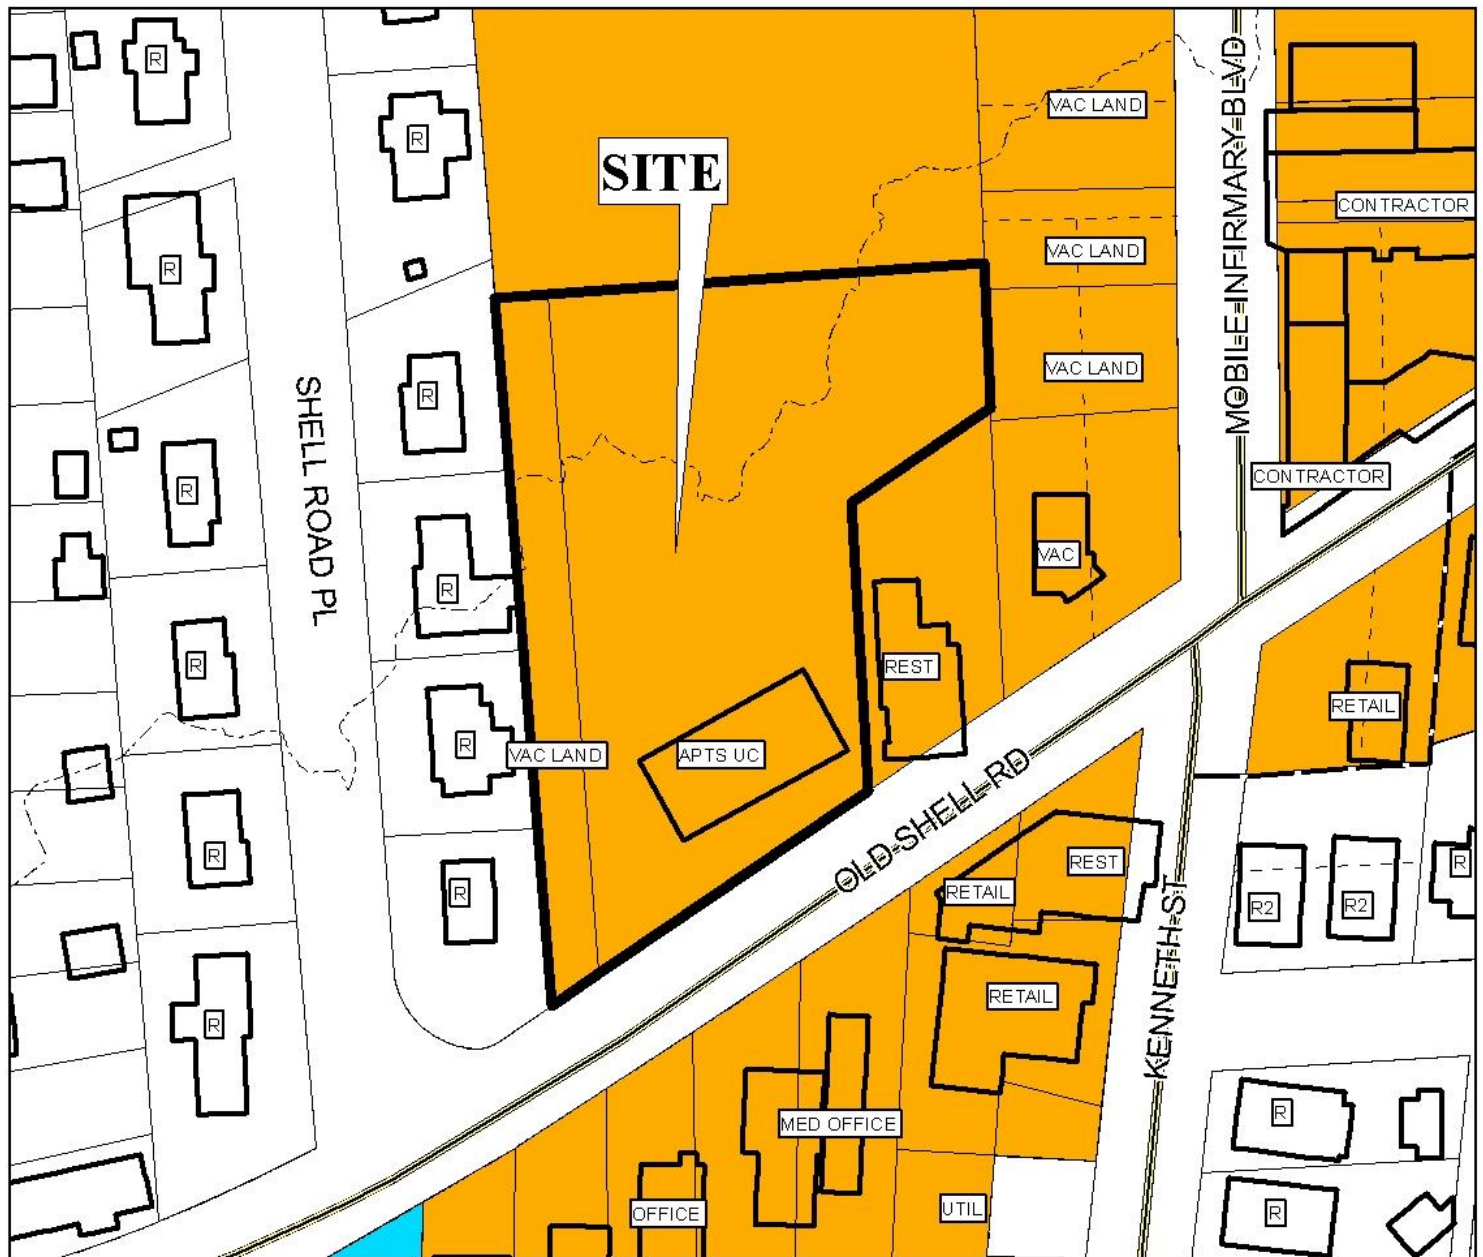 R
R
VAC LAND
MOBILE INFIRMARY BLVD
SITE
CONTRACTOR
VAC LAND
R
R
VAC LAND
SHELL ROAD PL
R
CONTRACTOR
VAC
R
R
REST
RETAIL
R
VAC LAND
APTS UC
OLD SHELL RD
R
R
RETAIL
REST
R
R2
R2
KENNETH ST
R
RETAIL
MED OFFICE
R
OFFICE
UTIL
R